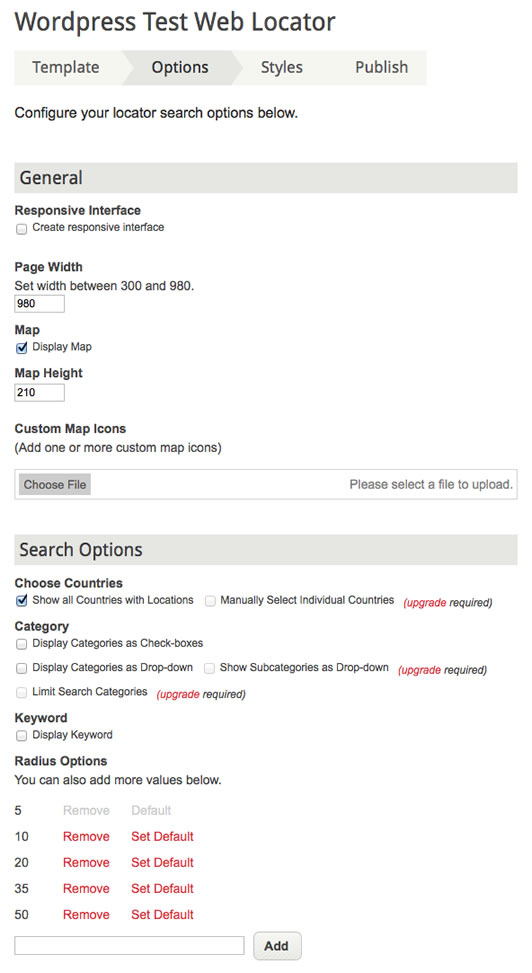 Wordpress Test Web Locator
Template Options Styles Publish
Configure your locator search options below.
General
Responsive Interface
Create responsive interface
Page Width
Set width between 300 and 980.
980
Map
Display Map
Map Height
210
Custom Map Icons
(Add one or more custom map icons)
Choose File Please select a file to upload.
Search Options
Choose Countries
Show all Countries with Locations Manually Select Individual Countries (upgrade required)
Category
Display Categories as Check-boxes
Display Categories as Drop-down Show Subcategories as Drop-down (upgrade required)
Limit Search Categories (upgrade required)
Keyword
Display Keyword
Radius Options
You can also add more values below.
5 Remove Default
10 Remove Set Default
20 Remove Set Default
35 Remove Set Default
50 Remove Set Default
Add